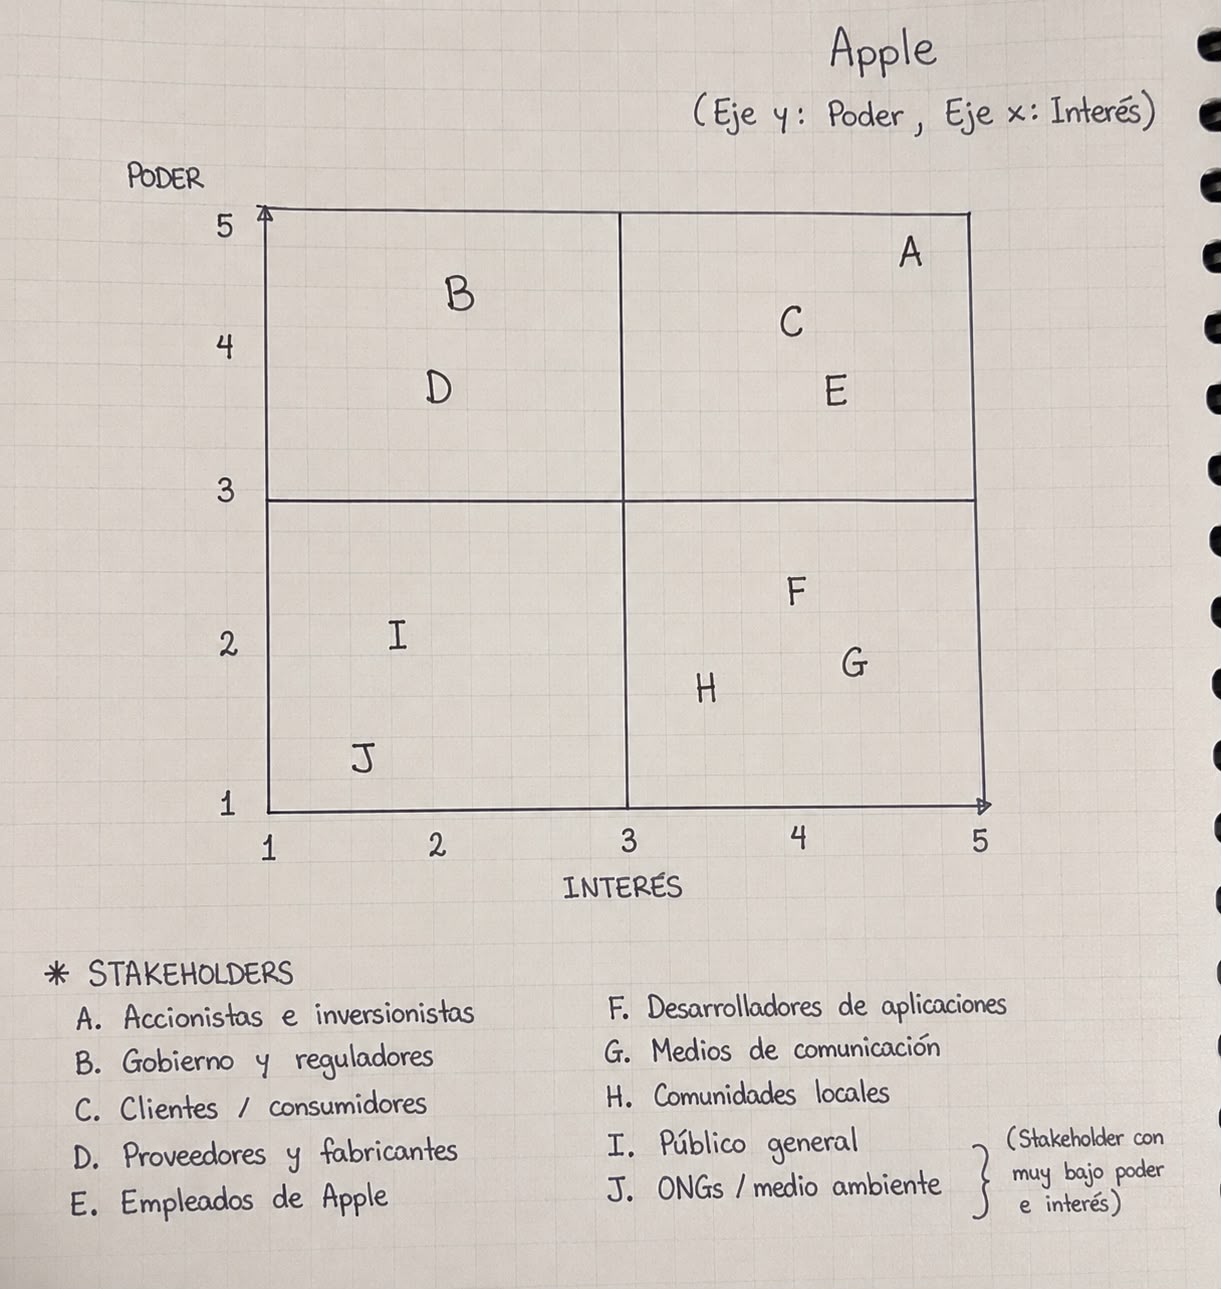 Apple
(Eje y: Poder, Eje x: Interés)
PODER
5
A
B
C
4
D
E
3
F
I
2
G
H
J
1
1 2 3 4 5
INTERÉS
* STAKEHOLDERS
A. Accionistas e inversionistas
B. Gobierno y reguladores
C. Clientes / consumidores
D. Proveedores y fabricantes
E. Empleados de Apple
F. Desarrolladores de aplicaciones
G. Medios de comunicación
H. Comunidades locales
I. Público general
J. ONGs / medio ambiente
(Stakeholder con
muy bajo poder
e interés)